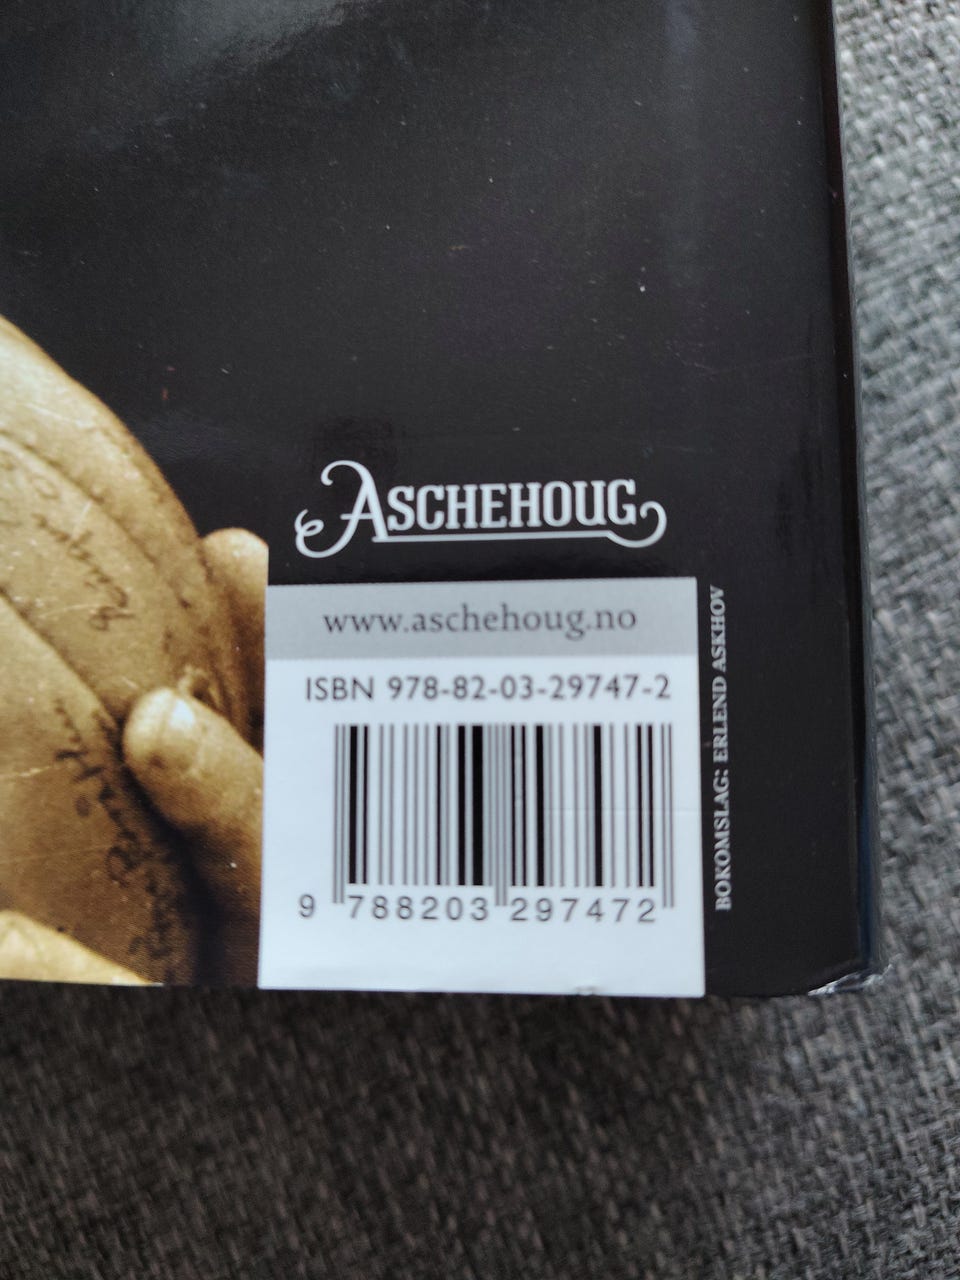 ASCHEHOUG
www.aschehoug.no
ISBN 978-82-03-29747-2
9 788203 297472
BOKOMSLAG: ERLEND ASKHOV